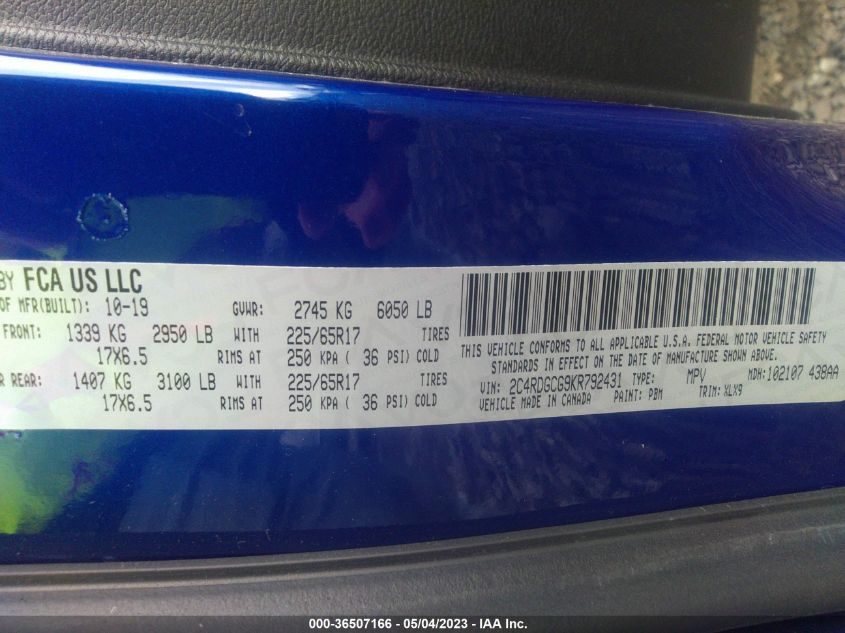 BY FCA US LLC
OF MFR(BUILT): 10-19 GVWR: 2745 KG 6050 LB
FRONT: 1339 KG 2950 LB WITH 225/65R17 TIRES
17X6.5 RIMS AT 250 KPA ( 36 PSI) COLD
REAR: 1407 KG 3100 LB WITH 225/65R17 TIRES
17X6.5 RIMS AT 250 KPA ( 36 PSI) COLD
THIS VEHICLE CONFORMS TO ALL APPLICABLE U.S.A. FEDERAL MOTOR VEHICLE SAFETY
STANDARDS IN EFFECT ON THE DATE OF MANUFACTURE SHOWN ABOVE.
VIN: 2C4RDGCG9KR792431 TYPE: MPV MDH: 102107 438AA
VEHICLE MADE IN CANADA PAINT: PBM TRIM: XLX9
000-36507166 - 05/04/2023 - IAA Inc.